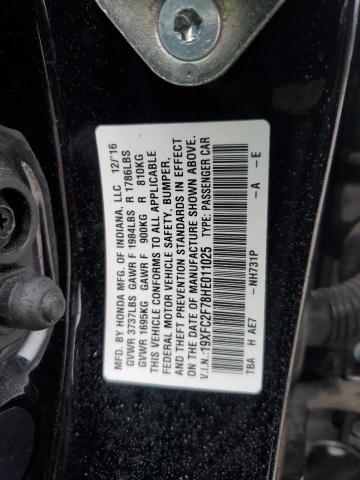 MFD. BY HONDA MFG. OF INDIANA, LLC 12/'16
GVWR 3737LBS GAWR F 1984LBS R 1786LBS
GVWR 1695KG GAWR F 900KG R 810KG
THIS VEHICLE CONFORMS TO ALL APPLICABLE
FEDERAL MOTOR VEHICLE SAFETY, BUMPER,
AND THEFT PREVENTION STANDARDS IN EFFECT
ON THE DATE OF MANUFACTURE SHOWN ABOVE.
V.I.N.: 19XFC2F78HE011025 TYPE: PASSENGER CAR
-NH731P -A -E
TBA H AE7